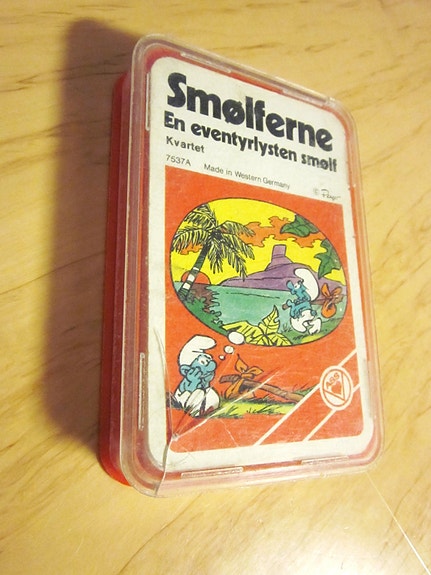 Smølferne
En eventyrlysten smølf
Kvartet
7537A Made in Western Germany © Peyo